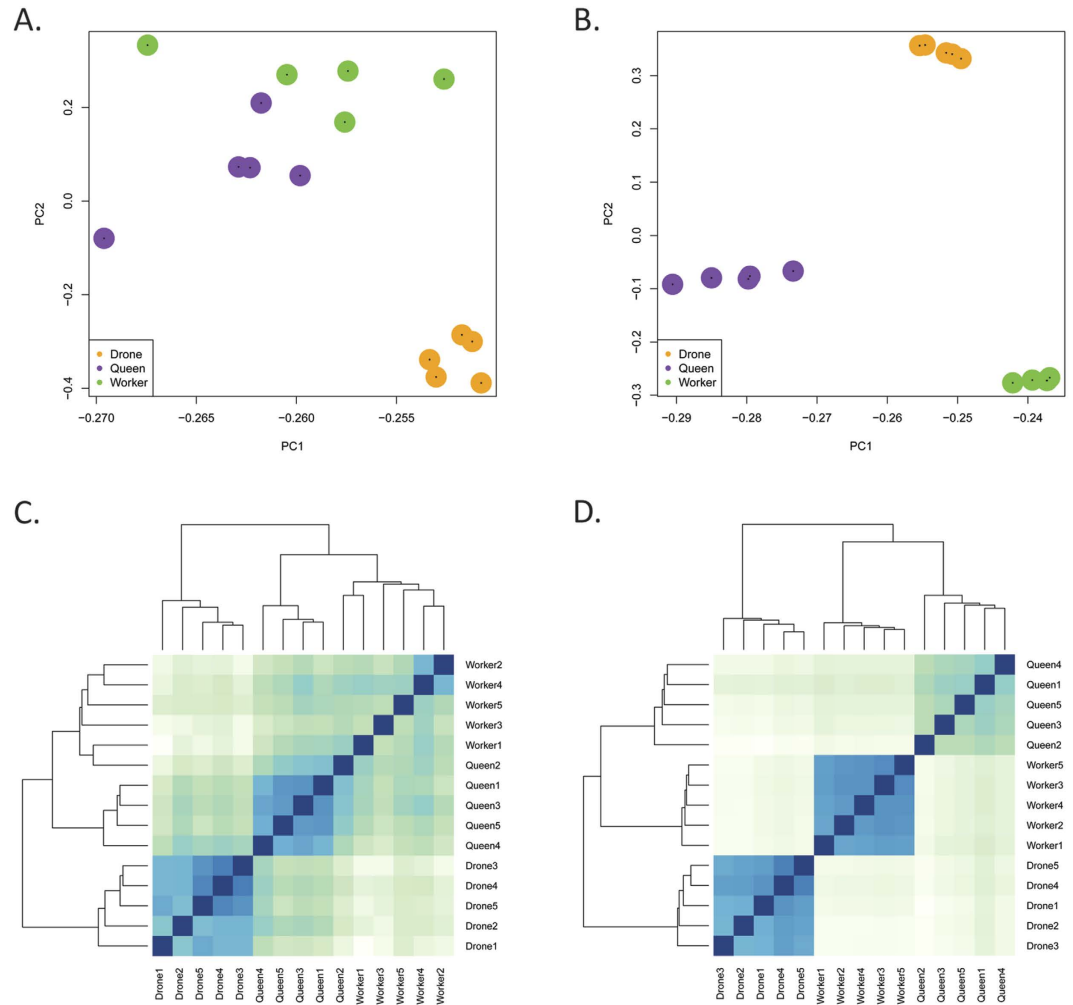 A.
0.2
0.0
−0.2
−0.4
PC2
Drone
Queen
Worker
−0.270
−0.265
−0.260
−0.255
PC1
B.
0.3
0.2
0.1
0.0
−0.1
−0.2
−0.3
PC2
Drone
Queen
Worker
−0.29
−0.28
−0.27
−0.26
−0.25
−0.24
PC1
C.
Worker2
Worker4
Worker5
Worker3
Worker1
Queen2
Queen1
Queen3
Queen5
Queen4
Drone3
Drone4
Drone5
Drone2
Drone1
Drone1
Drone2
Drone5
Drone4
Drone3
Queen4
Queen5
Queen3
Queen1
Queen2
Worker1
Worker3
Worker5
Worker4
Worker2
D.
Queen4
Queen1
Queen5
Queen3
Queen2
Worker5
Worker3
Worker4
Worker2
Worker1
Drone5
Drone4
Drone1
Drone2
Drone3
Drone3
Drone2
Drone1
Drone4
Drone5
Worker1
Worker2
Worker4
Worker3
Worker5
Queen2
Queen3
Queen5
Queen1
Queen4